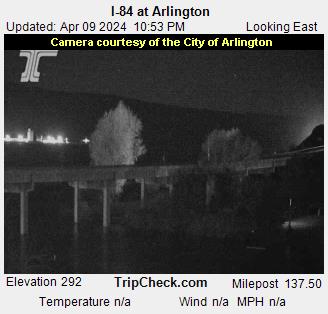 I-84 at Arlington
Updated: Apr 09 2024 10:53 PM Looking East
Camera courtesy of the City of Arlington
Elevation 292 TripCheck.com Milepost 137.50
Temperature n/a Wind n/a MPH n/a